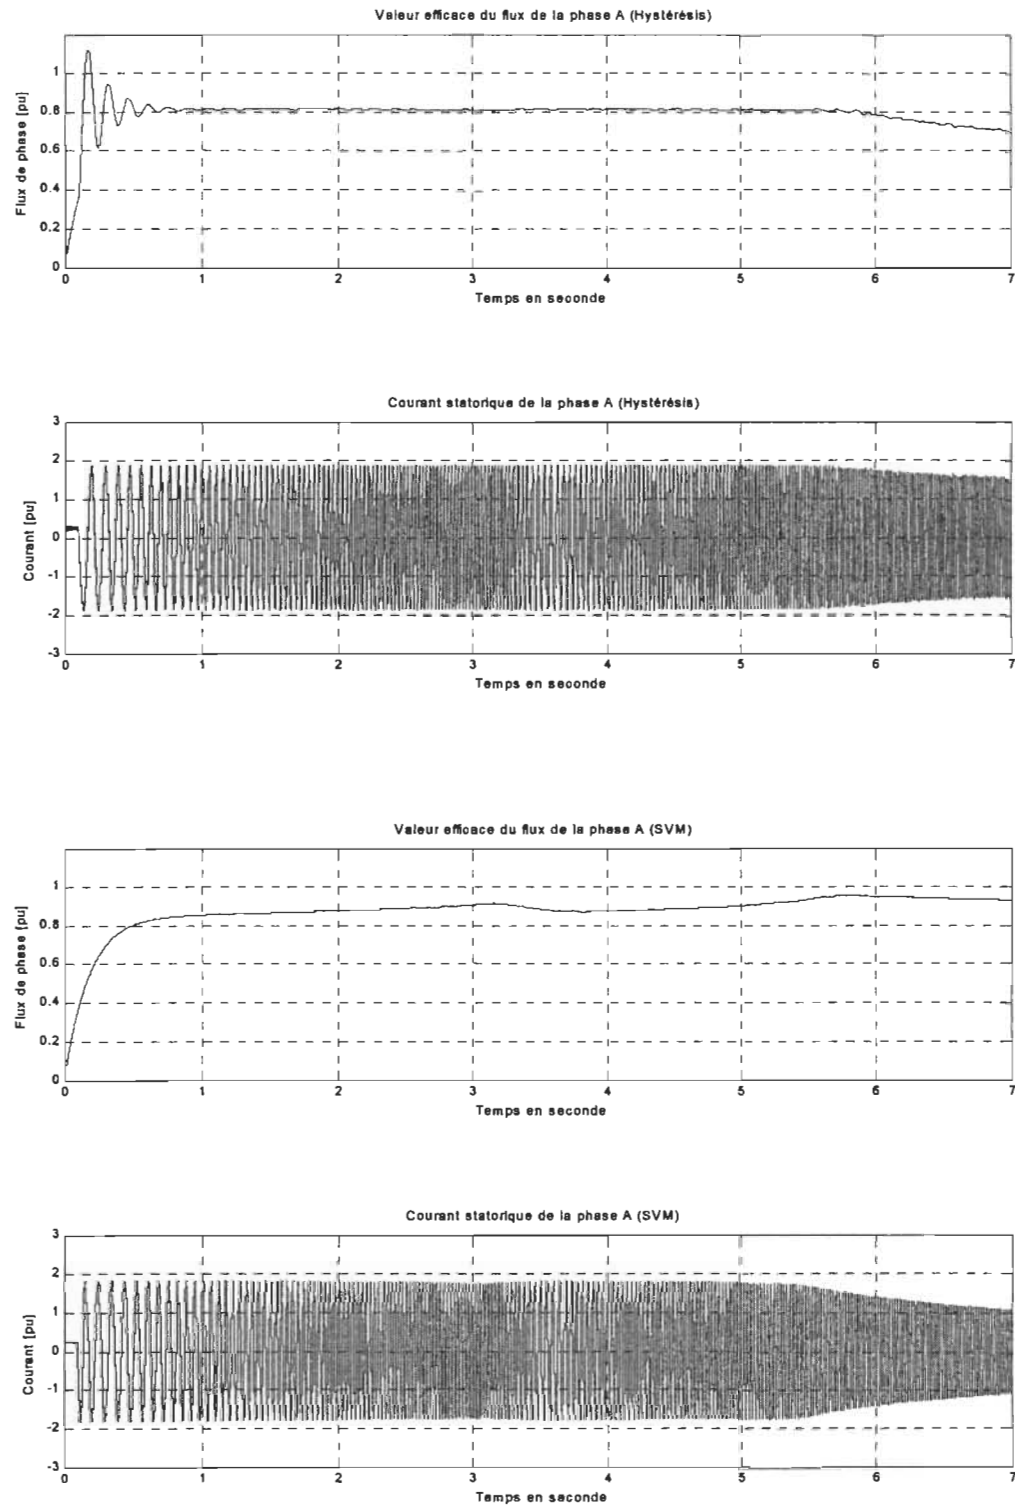 Valeur efficace du flux de la phase A (Hystérésis)
Flux de phase [pu]
1
0.8
0.6
0.4
0.2
0
0 1 2 3 4 5 6 7
Temps en seconde
Courant statorique de la phase A (Hystérésis)
Courant [pu]
3
2
1
0
-1
-2
-3
0 1 2 3 4 5 6 7
Temps en seconde
Valeur efficace du flux de la phase A (SVM)
Flux de phase [pu]
1
0.8
0.6
0.4
0.2
0
0 1 2 3 4 5 6 7
Temps en seconde
Courant statorique de la phase A (SVM)
Courant [pu]
3
2
1
0
-1
-2
-3
0 1 2 3 4 5 6 7
Temps en seconde